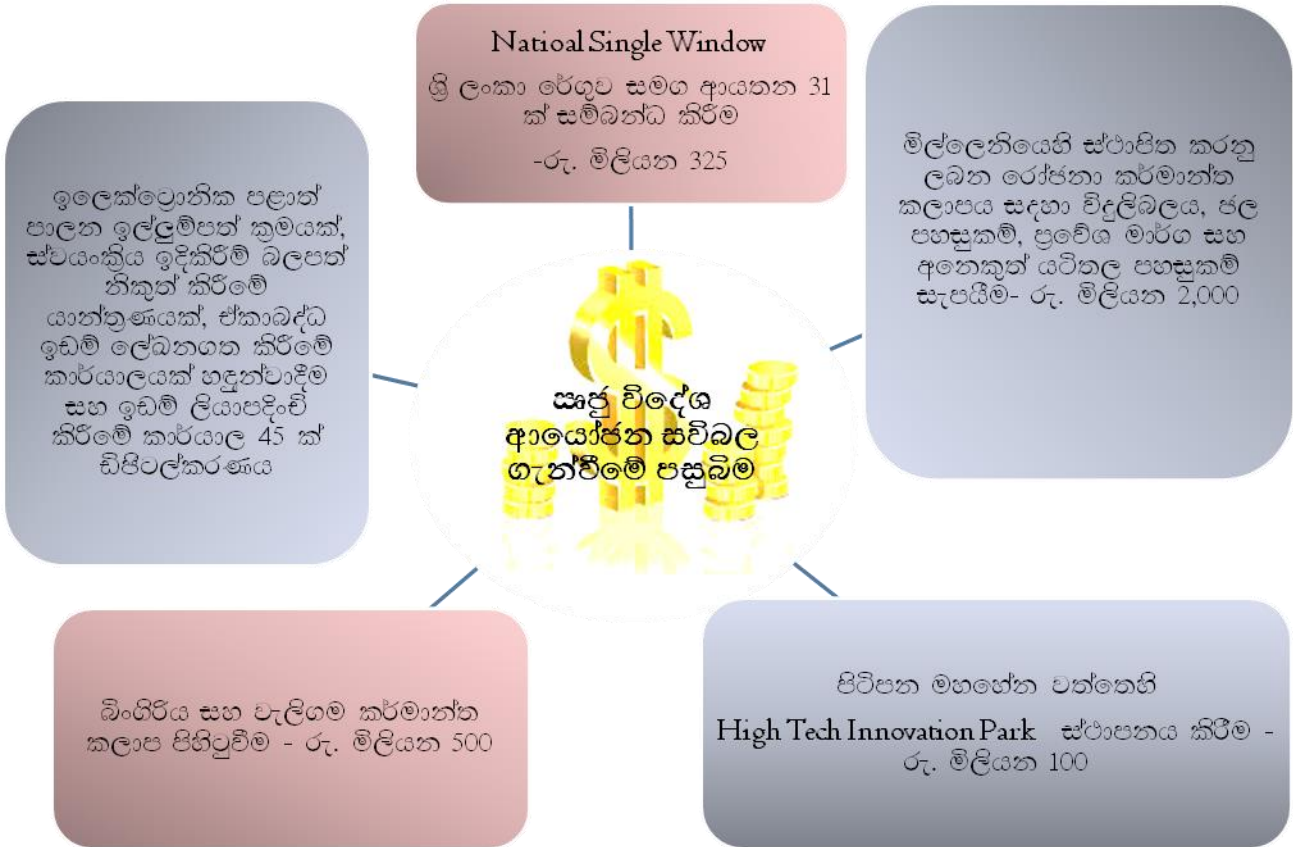 Natioal Single Window
ශ්‍රී ලංකා රේගුව සමග ආයතන 31
ක් සම්බන්ධ කිරීම
-රු. මිලියන 325
මිල්ලෙනියෙහි ස්ථාපිත කරනු
ලබන රෝජනා කර්මාන්ත
කලාපය සදහා විදුලිබලය, ජල
පහසුකම්, ප්‍රවේශ මාර්ග සහ
අනෙකුත් යටිතල පහසුකම්
සැපයීම- රු. මිලියන 2,000
පිටිපන මහහේන වත්තෙහි
High Tech Innovation Park ස්ථාපනය කිරීම -
රු. මිලියන 100
බිංගිරිය සහ වැලිගම කර්මාන්ත
කලාප පිහිටුවීම - රු. මිලියන 500
ඉලෙක්ට්‍රොනික පළාත්
පාලන ඉල්ලුම්පත් ක්‍රමයක්,
ස්වයංක්‍රිය ඉදිකිරීම් බලපත්
නිකුත් කිරීමේ
යාන්ත්‍රණයක්, ඒකාබද්ධ
ඉඩම් ලේඛනගත කිරීමේ
කාර්යාලයක් හඳුන්වාදීම
සහ ඉඩම් ලියාපදිංචි
කිරීමේ කාර්යාල 45 ක්
ඩිජිටල්කරණය
ඍජු විදේශ
ආයෝජන සවිබල
ගැන්වීමේ පසුබිම